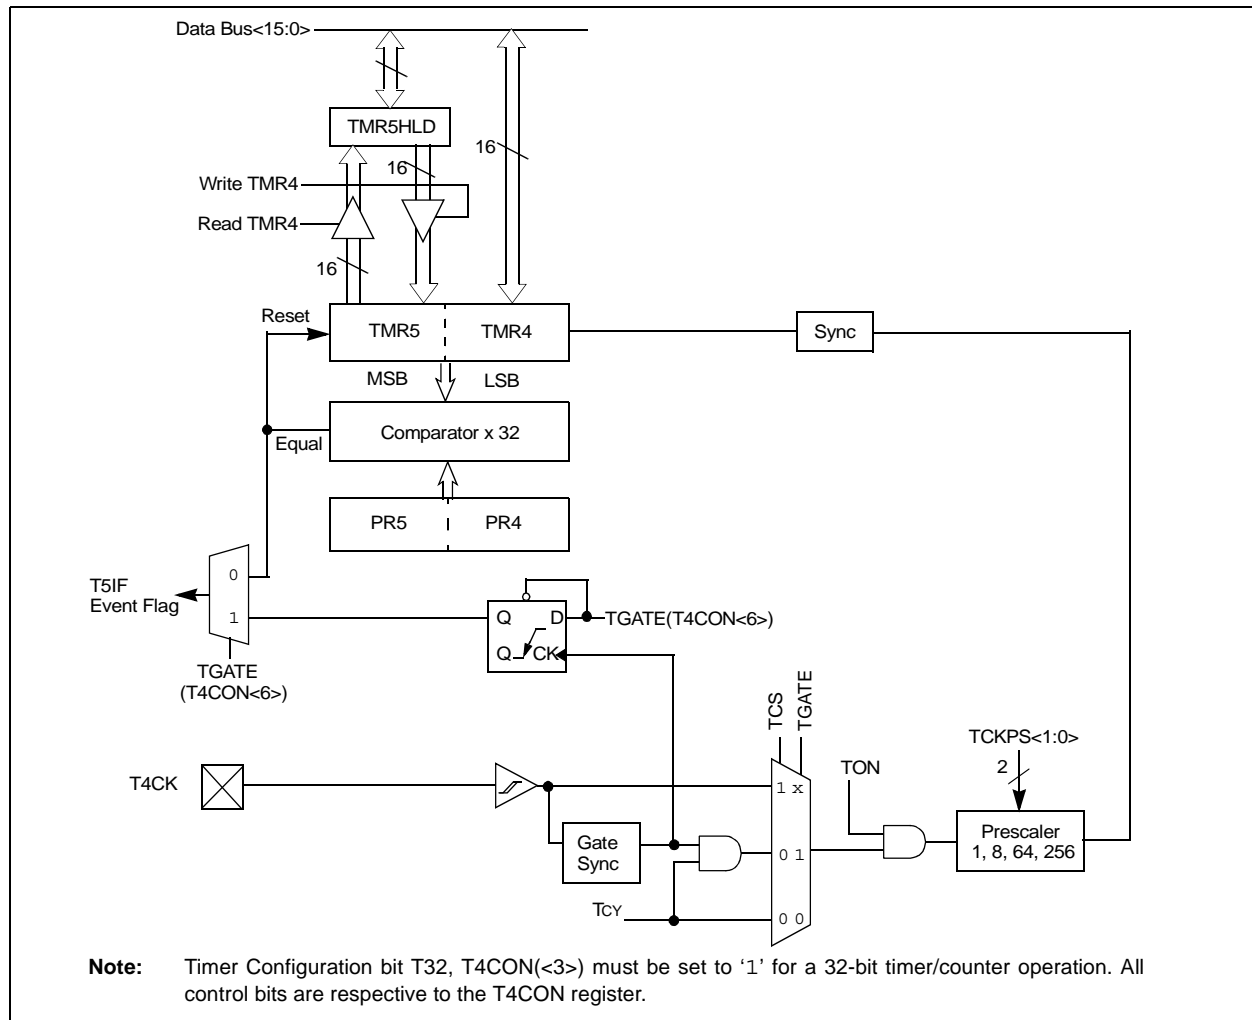 Data Bus<15:0>
TMR5HLD
16
16
Write TMR4
Read TMR4
16
Reset
TMR5
TMR4
Sync
MSB
LSB
Equal
Comparator x 32
PR5
PR4
0
T5IF
Event Flag
1
Q
D
TGATE(T4CON<6>)
Q
CK
TGATE
(T4CON<6>)
TCS
TGATE
TCKPS<1:0>
2
TON
T4CK
1 x
Gate
Sync
0 1
Prescaler
1, 8, 64, 256
TCY
0 0
Note: Timer Configuration bit T32, T4CON(<3>) must be set to ‘1’ for a 32-bit timer/counter operation. All
control bits are respective to the T4CON register.